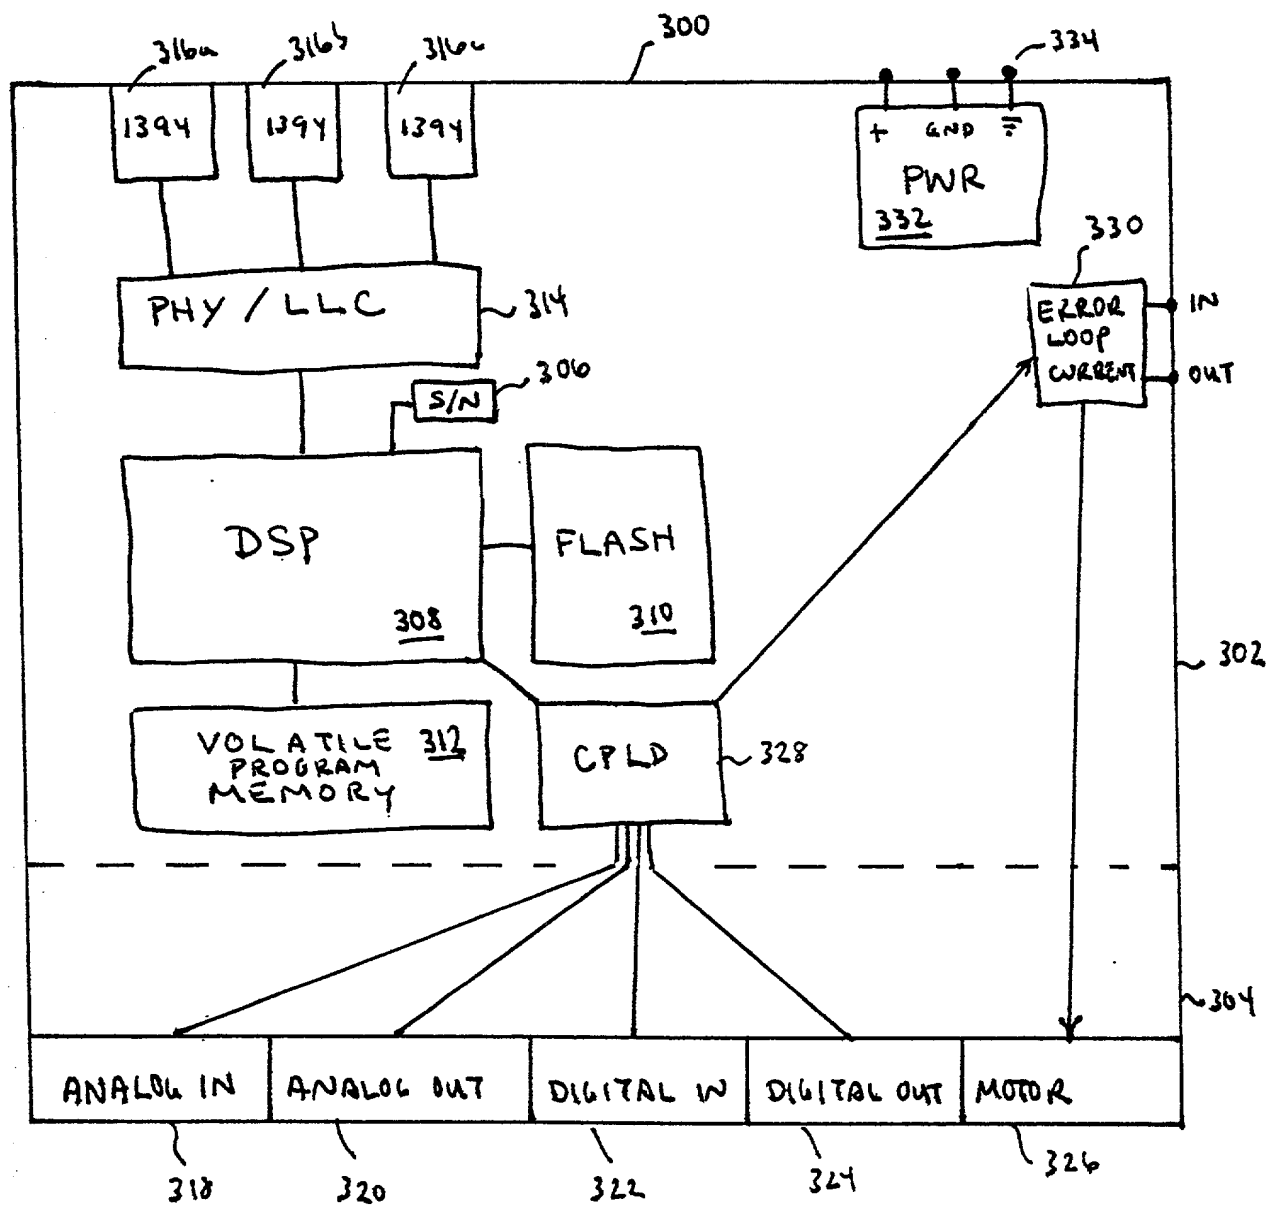 316a
316b
316c
300
334
1394
1394
1394
+ GND
PWR
332
330
PHY / LLC
314
ERROR
LOOP
CURRENT
IN
OUT
S/N
306
DSP
308
FLASH
310
302
VOLATILE
PROGRAM
MEMORY
312
CPLD
328
304
ANALOG IN
ANALOG OUT
DIGITAL IN
DIGITAL OUT
MOTOR
318
320
322
324
326